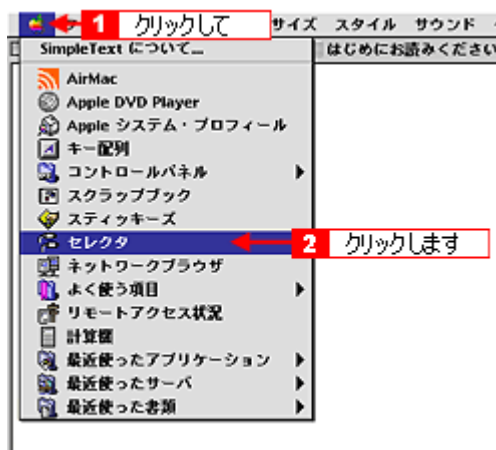 1 クリックして
サイズ スタイル サウンド
SimpleText について...
はじめにお読みください
AirMac
Apple DVD Player
Apple システム・プロフィール
キー配列
コントロールパネル
スクラップブック
スティッキーズ
セレクタ
2 クリックします
ネットワークブラウザ
よく使う項目
リモートアクセス状況
計算機
最近使ったアプリケーション
最近使ったサーバ
最近使った書類